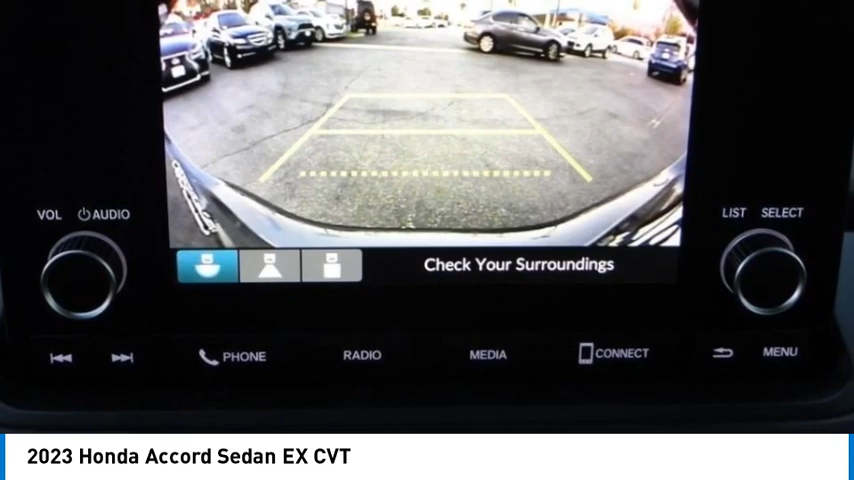 Check Your Surroundings
VOL AUDIO
LIST SELECT
PHONE RADIO MEDIA CONNECT MENU
2023 Honda Accord Sedan EX CVT